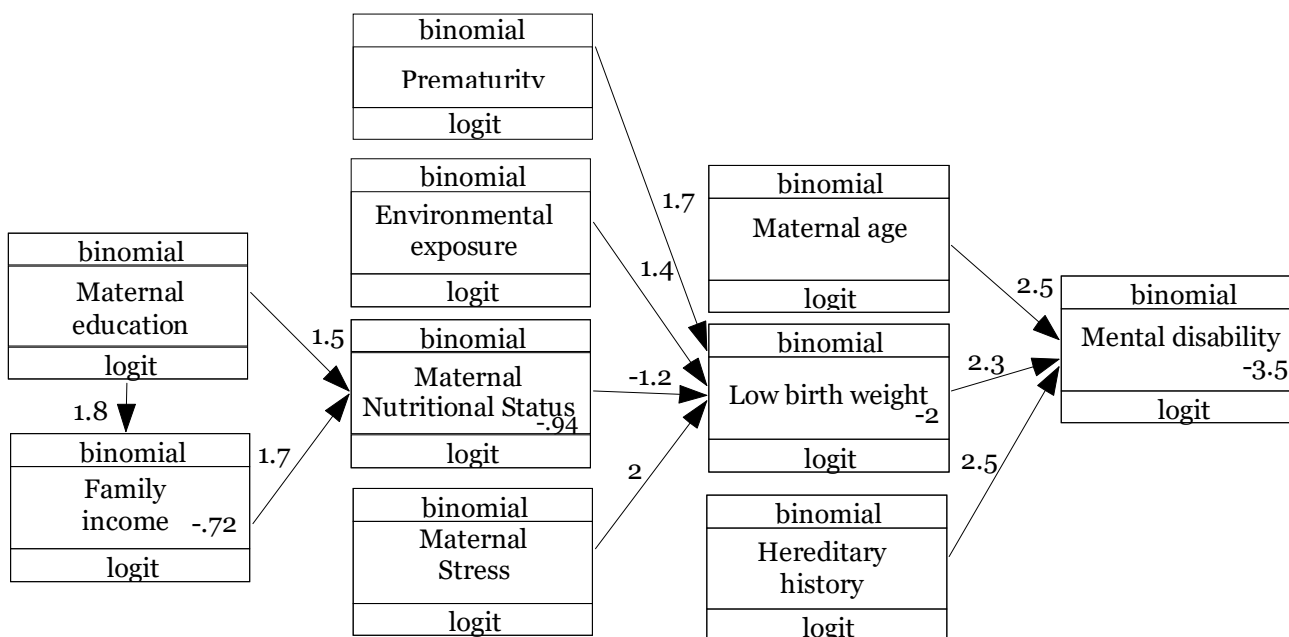 binomial
Maternal
education
logit
1.8
binomial
Family
income
-.72
logit
1.5
1.7
binomial
Prematurity
logit
binomial
Environmental
exposure
logit
binomial
Maternal
Nutritional Status
-.94
logit
binomial
Maternal
Stress
logit
1.7
1.4
-1.2
2
binomial
Maternal age
logit
binomial
Low birth weight
-2
logit
binomial
Hereditary
history
logit
2.5
2.3
2.5
binomial
Mental disability
-3.5
logit